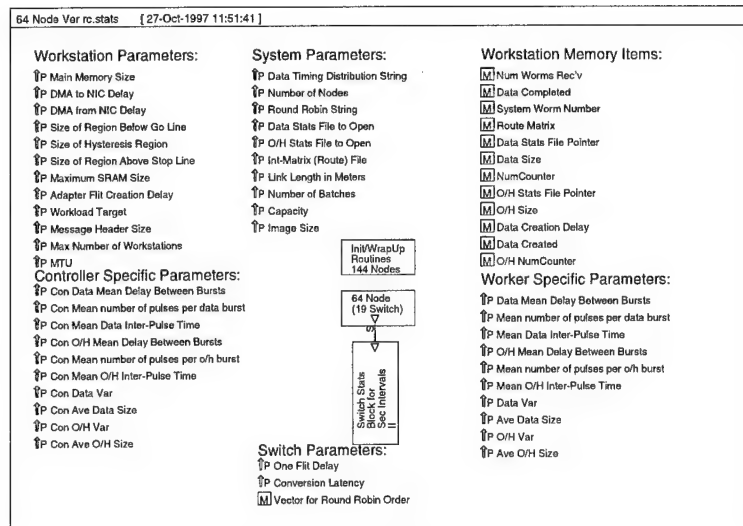 64 Node Var rc.stats [ 27-Oct-1997 11:51:41 ]
Workstation Parameters:
⇑P Main Memory Size
⇑P DMA to NIC Delay
⇑P DMA from NIC Delay
⇑P Size of Region Below Go Line
⇑P Size of Hysteresis Region
⇑P Size of Region Above Stop Line
⇑P Maximum SRAM Size
⇑P Adapter Flit Creation Delay
⇑P Workload Target
⇑P Message Header Size
⇑P Max Number of Workstations
⇑P MTU
Controller Specific Parameters:
⇑P Con Data Mean Delay Between Bursts
⇑P Con Mean number of pulses per data burst
⇑P Con Mean Data Inter-Pulse Time
⇑P Con O/H Mean Delay Between Bursts
⇑P Con Mean number of pulses per o/h burst
⇑P Con Mean O/H Inter-Pulse Time
⇑P Con Data Var
⇑P Con Ave Data Size
⇑P Con O/H Var
⇑P Con Ave O/H Size
System Parameters:
⇑P Data Timing Distribution String
⇑P Number of Nodes
⇑P Round Robin String
⇑P Data Stats File to Open
⇑P O/H Stats File to Open
⇑P Int-Matrix (Route) File
⇑P Link Length in Meters
⇑P Number of Batches
⇑P Capacity
⇑P Image Size
Init/WrapUp
Routines
144 Nodes
64 Node
(19 Switch)
S
Switch Stats
Block for
Sec Intervals
II
Switch Parameters:
⇑P One Flit Delay
⇑P Conversion Latency
M Vector for Round Robin Order
Workstation Memory Items:
M Num Worms Rec'v
M Data Completed
M System Worm Number
M Route Matrix
M Data Stats File Pointer
M Data Size
M NumCounter
M O/H Stats File Pointer
M O/H Size
M Data Creation Delay
M Data Created
M O/H NumCounter
Worker Specific Parameters:
⇑P Data Mean Delay Between Bursts
⇑P Mean number of pulses per data burst
⇑P Mean Data Inter-Pulse Time
⇑P O/H Mean Delay Between Bursts
⇑P Mean number of pulses per o/h burst
⇑P Mean O/H Inter-Pulse Time
⇑P Data Var
⇑P Ave Data Size
⇑P O/H Var
⇑P Ave O/H Size